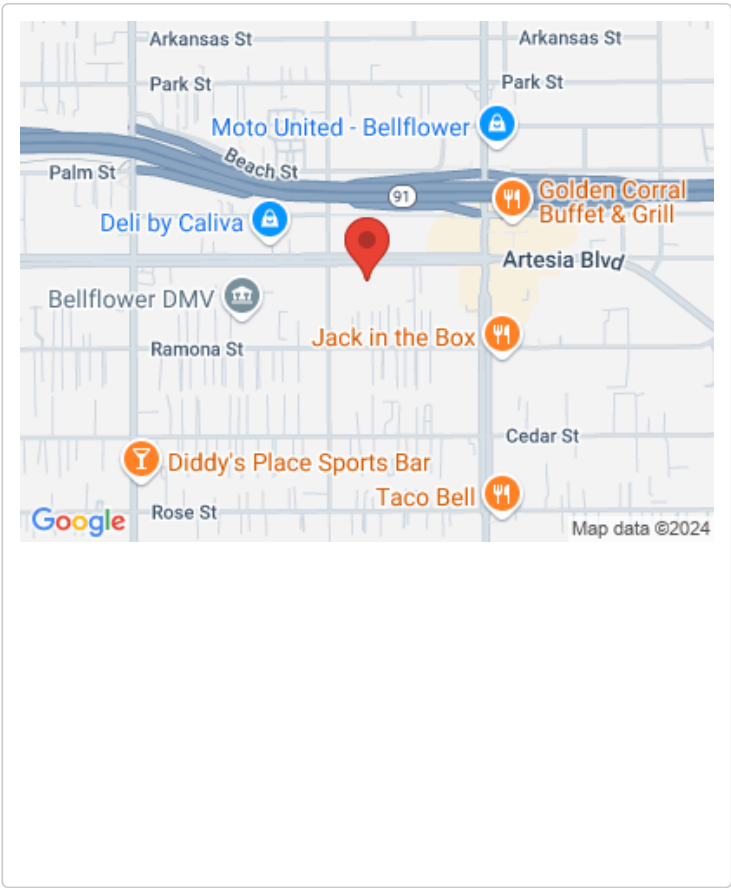 Arkansas St
Arkansas St
Park St
Park St
Moto United - Bellflower
Beach St
Palm St
91
Golden Corral
Buffet & Grill
Deli by Caliva
Artesia Blvd
Bellflower DMV
Jack in the Box
Ramona St
Cedar St
Diddy's Place Sports Bar
Taco Bell
Rose St
Google
Map data ©2024